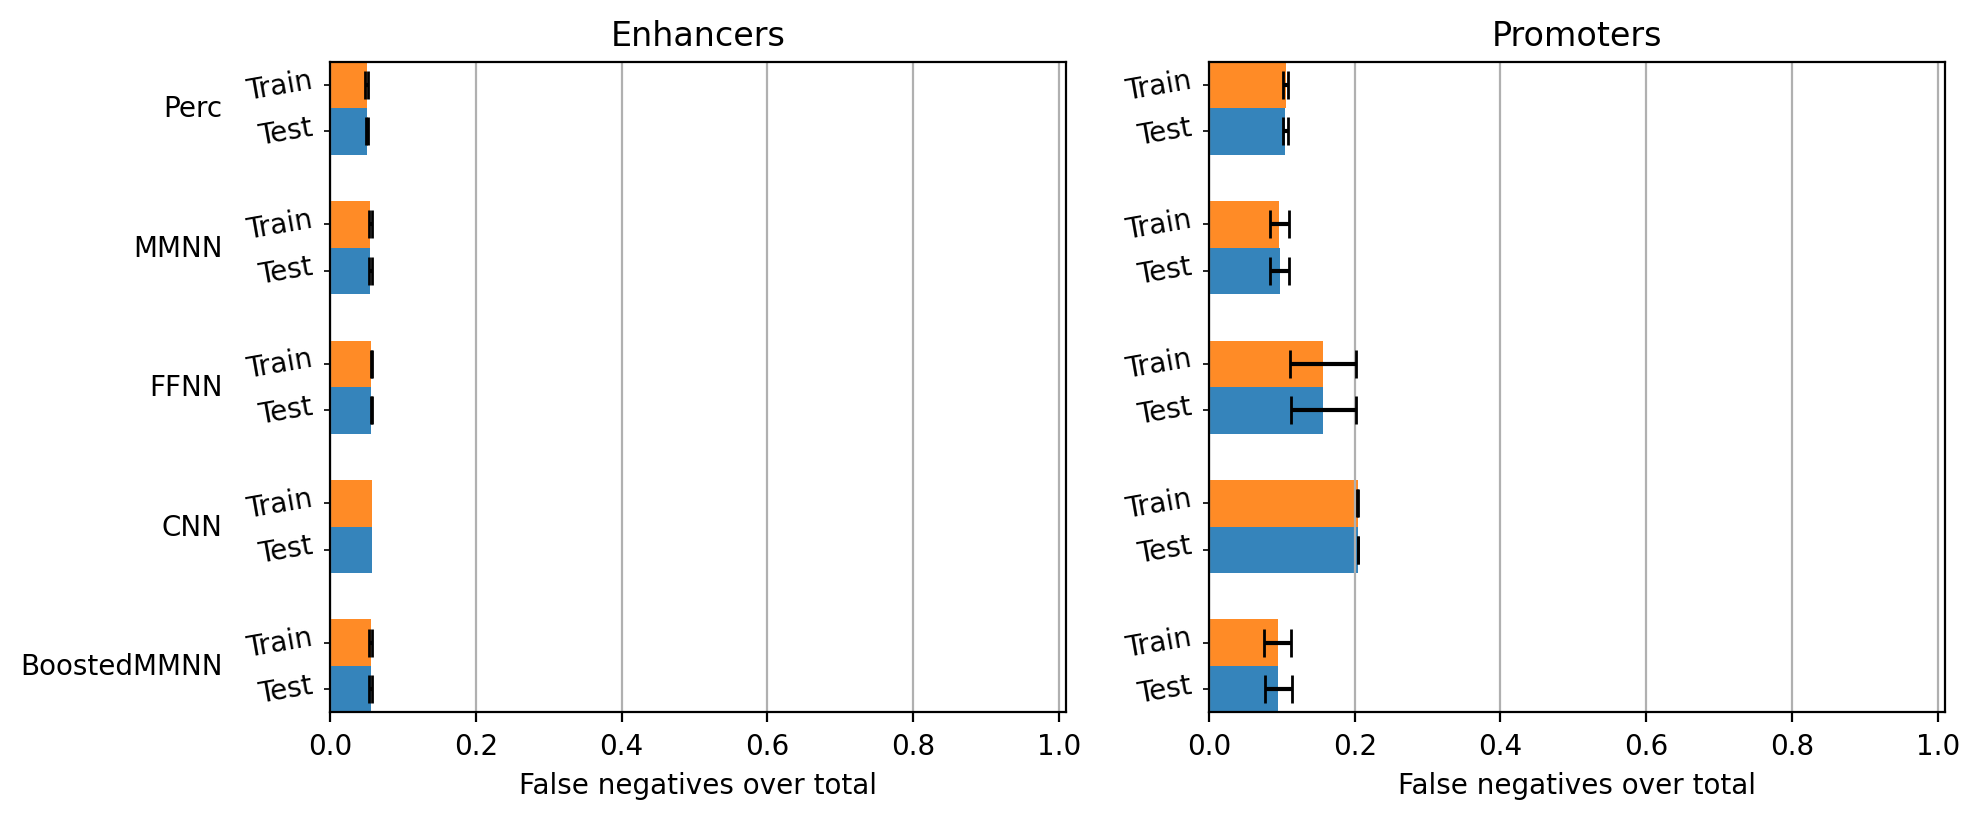 Enhancers
Perc
Train
Test
MMNN
Train
Test
FFNN
Train
Test
CNN
Train
Test
BoostedMMNN
Train
Test
0.0 0.2 0.4 0.6 0.8 1.0
False negatives over total
Promoters
Train
Test
Train
Test
Train
Test
Train
Test
Train
Test
0.0 0.2 0.4 0.6 0.8 1.0
False negatives over total